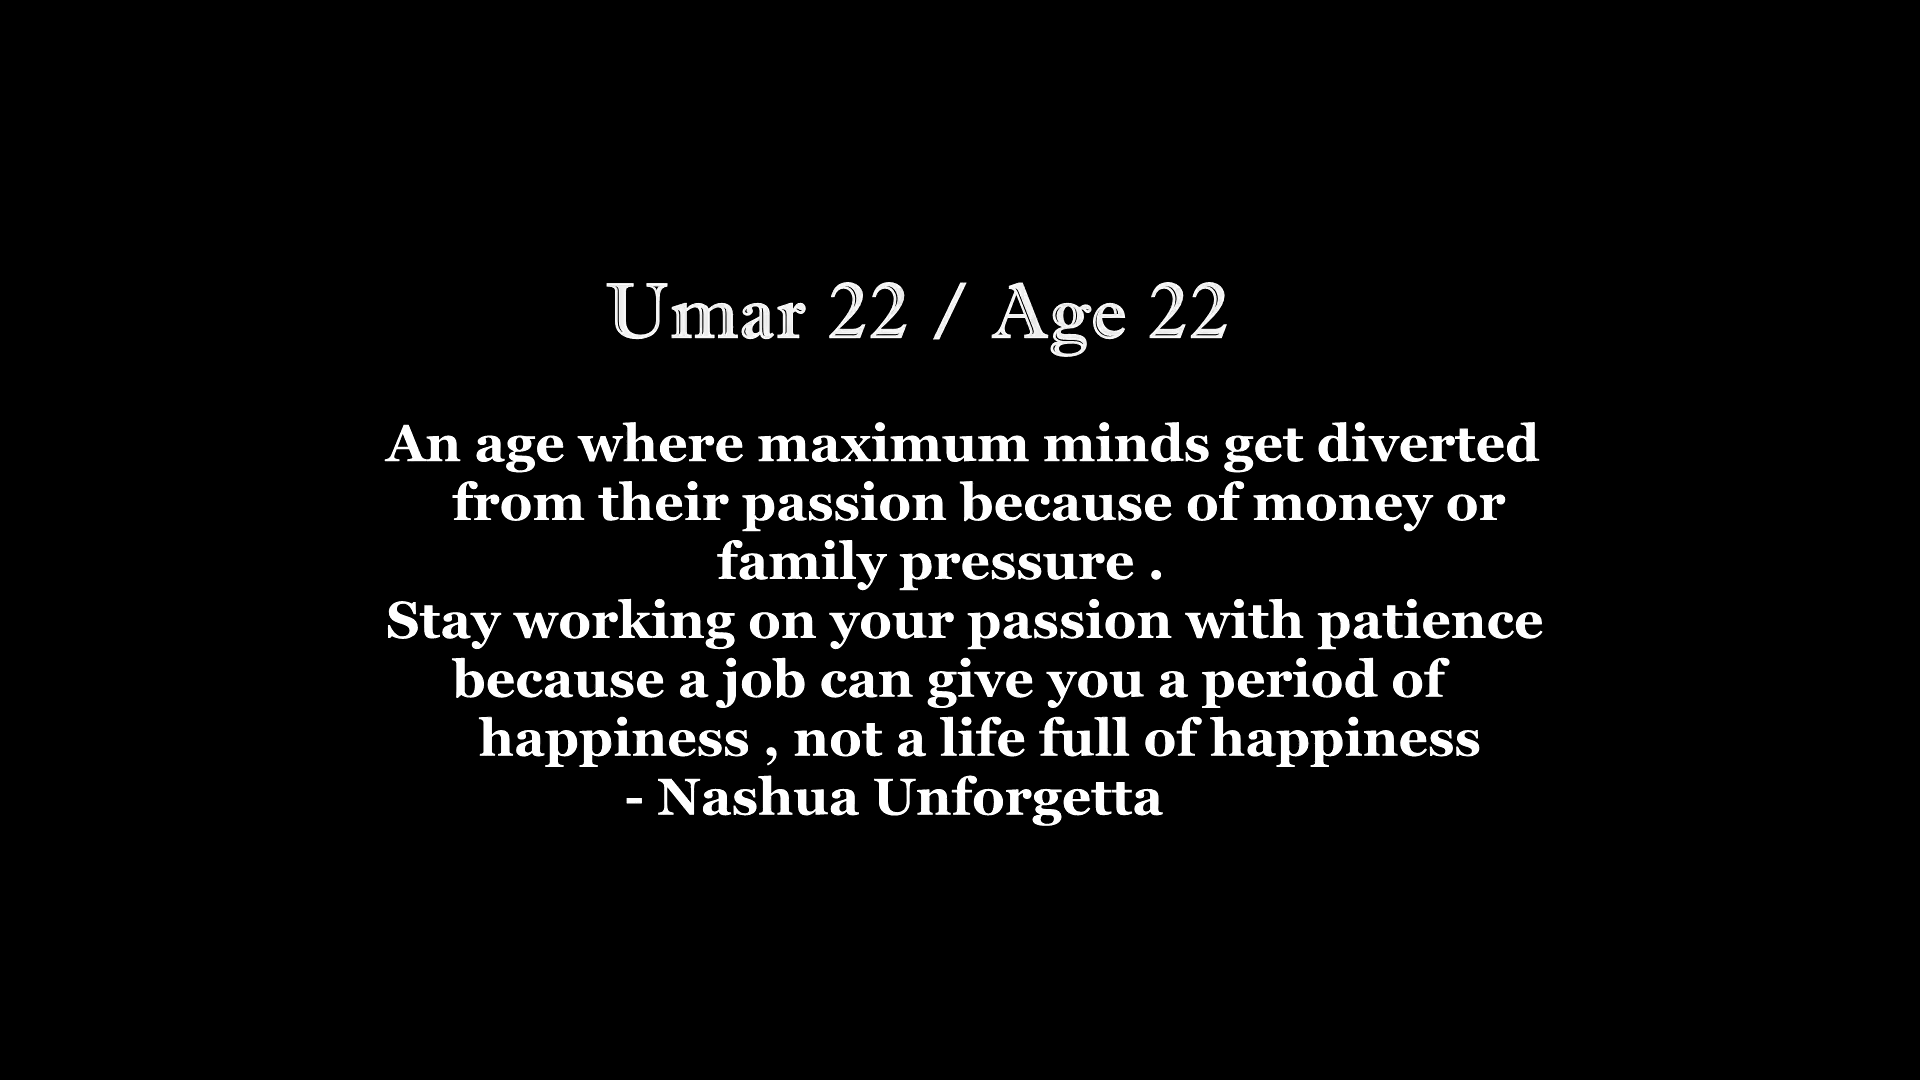 Umar 22 / Age 22
An age where maximum minds get diverted
from their passion because of money or
family pressure .
Stay working on your passion with patience
because a job can give you a period of
happiness , not a life full of happiness
- Nashua Unforgetta